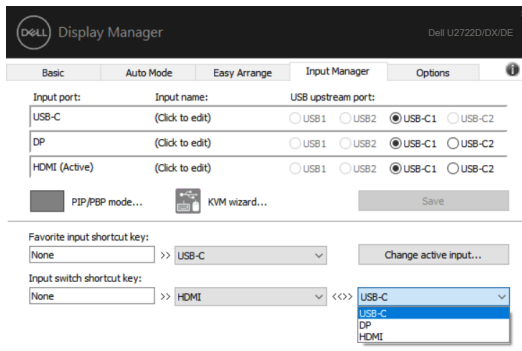 DELL Display Manager Dell U2722D/DX/DE
Basic Auto Mode Easy Arrange Input Manager Options i
Input port: Input name: USB upstream port:
USB-C (Click to edit) USB1 USB2 USB-C1 USB-C2
DP (Click to edit) USB1 USB2 USB-C1 USB-C2
HDMI (Active) (Click to edit) USB1 USB2 USB-C1 USB-C2
PIP/PBP mode... KVM wizard... Save
Favorite input shortcut key:
None >> USB-C Change active input...
Input switch shortcut key:
None >> HDMI <<>> USB-C
USB-C
DP
HDMI